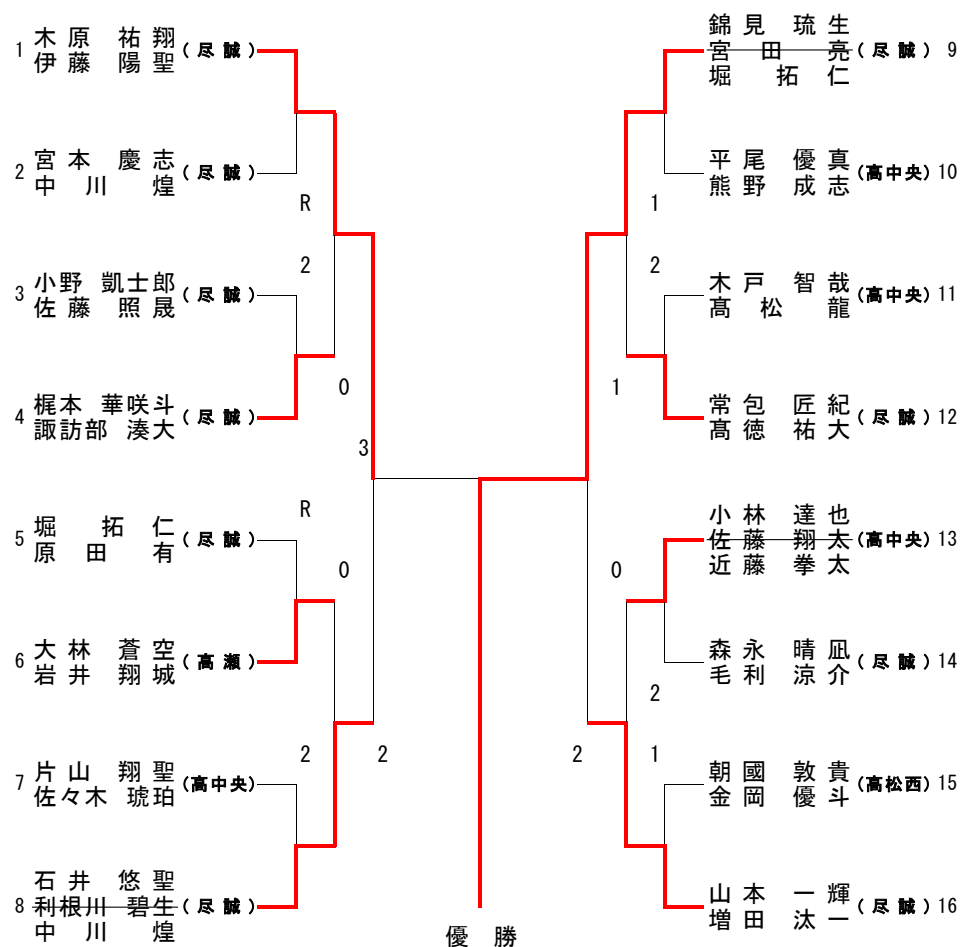 1 木原 祐翔 (尽誠)
伊藤 陽聖
2 宮本 慶志 (尽誠)
中川 煌
R
2
3 小野 凱士郎 (尽誠)
佐藤 照晟
0
4 梶本 華咲斗 (尽誠)
諏訪部 湊大
3
R
5 堀 拓仁 (尽誠)
原田 有
0
6 大林 蒼空 (高瀬)
岩井 翔城
2
2
7 片山 翔聖 (高中央)
佐々木 琥珀
石井 悠聖
8 利根川 碧生 (尽誠)
中川 煌
錦見 琉生
宮田 亮 (尽誠) 9
堀 拓仁
平尾 優真 (高中央) 10
熊野 成志
1
2
木戸 智哉 (高中央) 11
髙松 龍
1
常包 匠紀 (尽誠) 12
髙徳 祐大
小林 達也
佐藤 翔太 (高中央) 13
近藤 拳太
0
森永 晴凪 (尽誠) 14
毛利 涼介
2
2
1
朝國 敦貴 (高松西) 15
金岡 優斗
山本 一輝 (尽誠) 16
増田 汰一
優勝